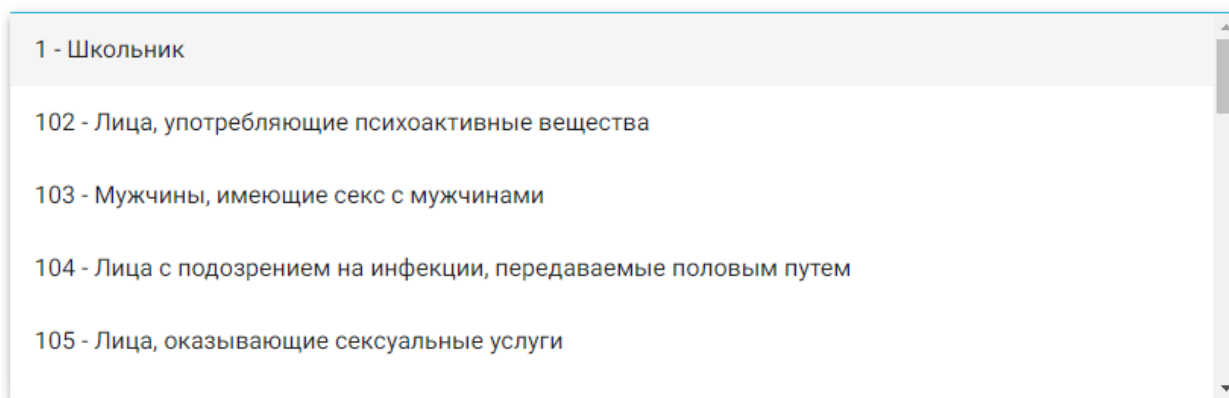 1 - Школьник
102 - Лица, употребляющие психоактивные вещества
103 - Мужчины, имеющие секс с мужчинами
104 - Лица с подозрением на инфекции, передаваемые половым путем
105 - Лица, оказывающие сексуальные услуги